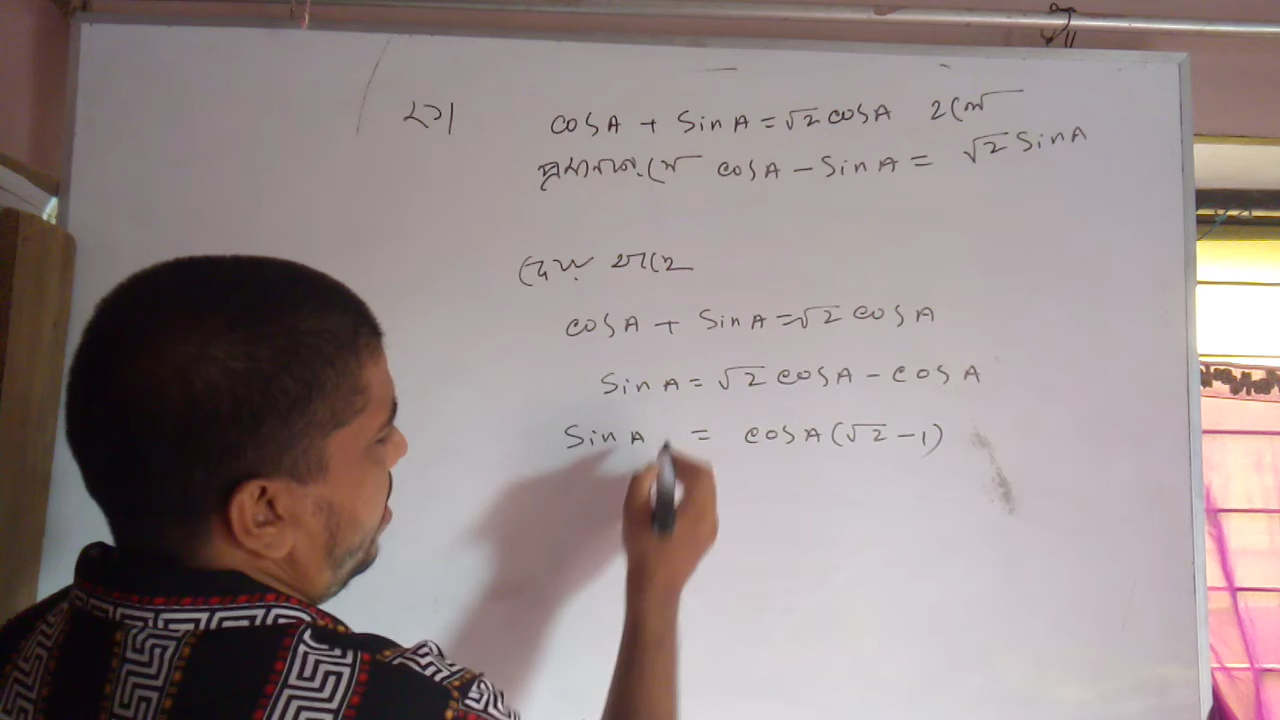 ২১। cosA + SinA = √2 cosA হলে
প্রমাণ কর যে cosA - SinA = √2 SinA
দেয়া আছে
cosA + SinA = √2 cosA
SinA = √2 cosA - cosA
SinA = cosA(√2 - 1)